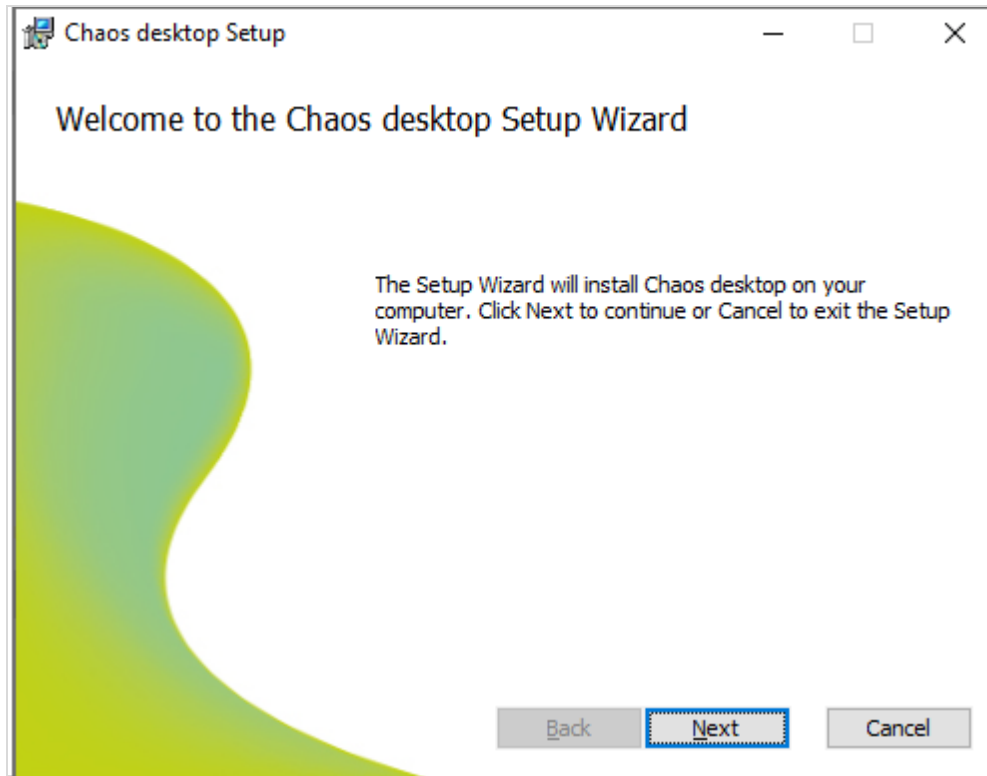 Chaos desktop Setup
Welcome to the Chaos desktop Setup Wizard
The Setup Wizard will install Chaos desktop on your
computer. Click Next to continue or Cancel to exit the Setup
Wizard.
Back Next Cancel